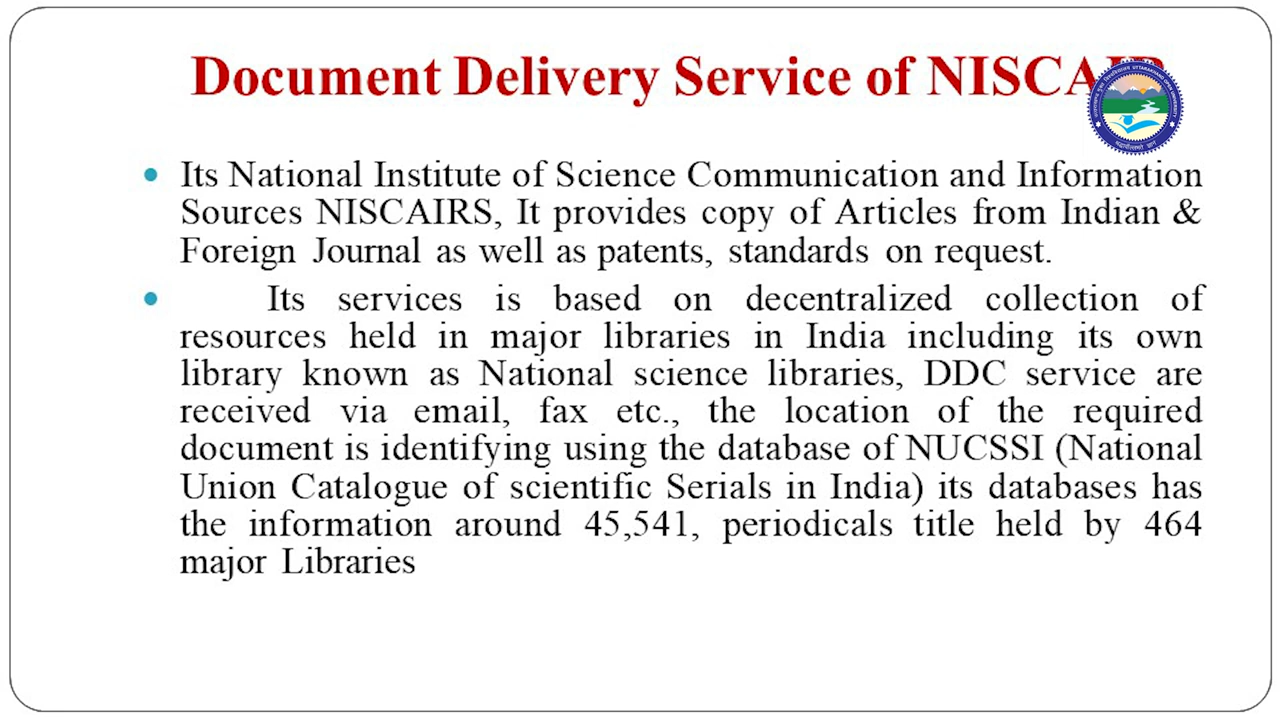 Document Delivery Service of NISCAIR
• Its National Institute of Science Communication and Information
Sources NISCAIRS, It provides copy of Articles from Indian &
Foreign Journal as well as patents, standards on request.
• Its services is based on decentralized collection of
resources held in major libraries in India including its own
library known as National science libraries, DDC service are
received via email, fax etc., the location of the required
document is identifying using the database of NUCSSI (National
Union Catalogue of scientific Serials in India) its databases has
the information around 45,541, periodicals title held by 464
major Libraries